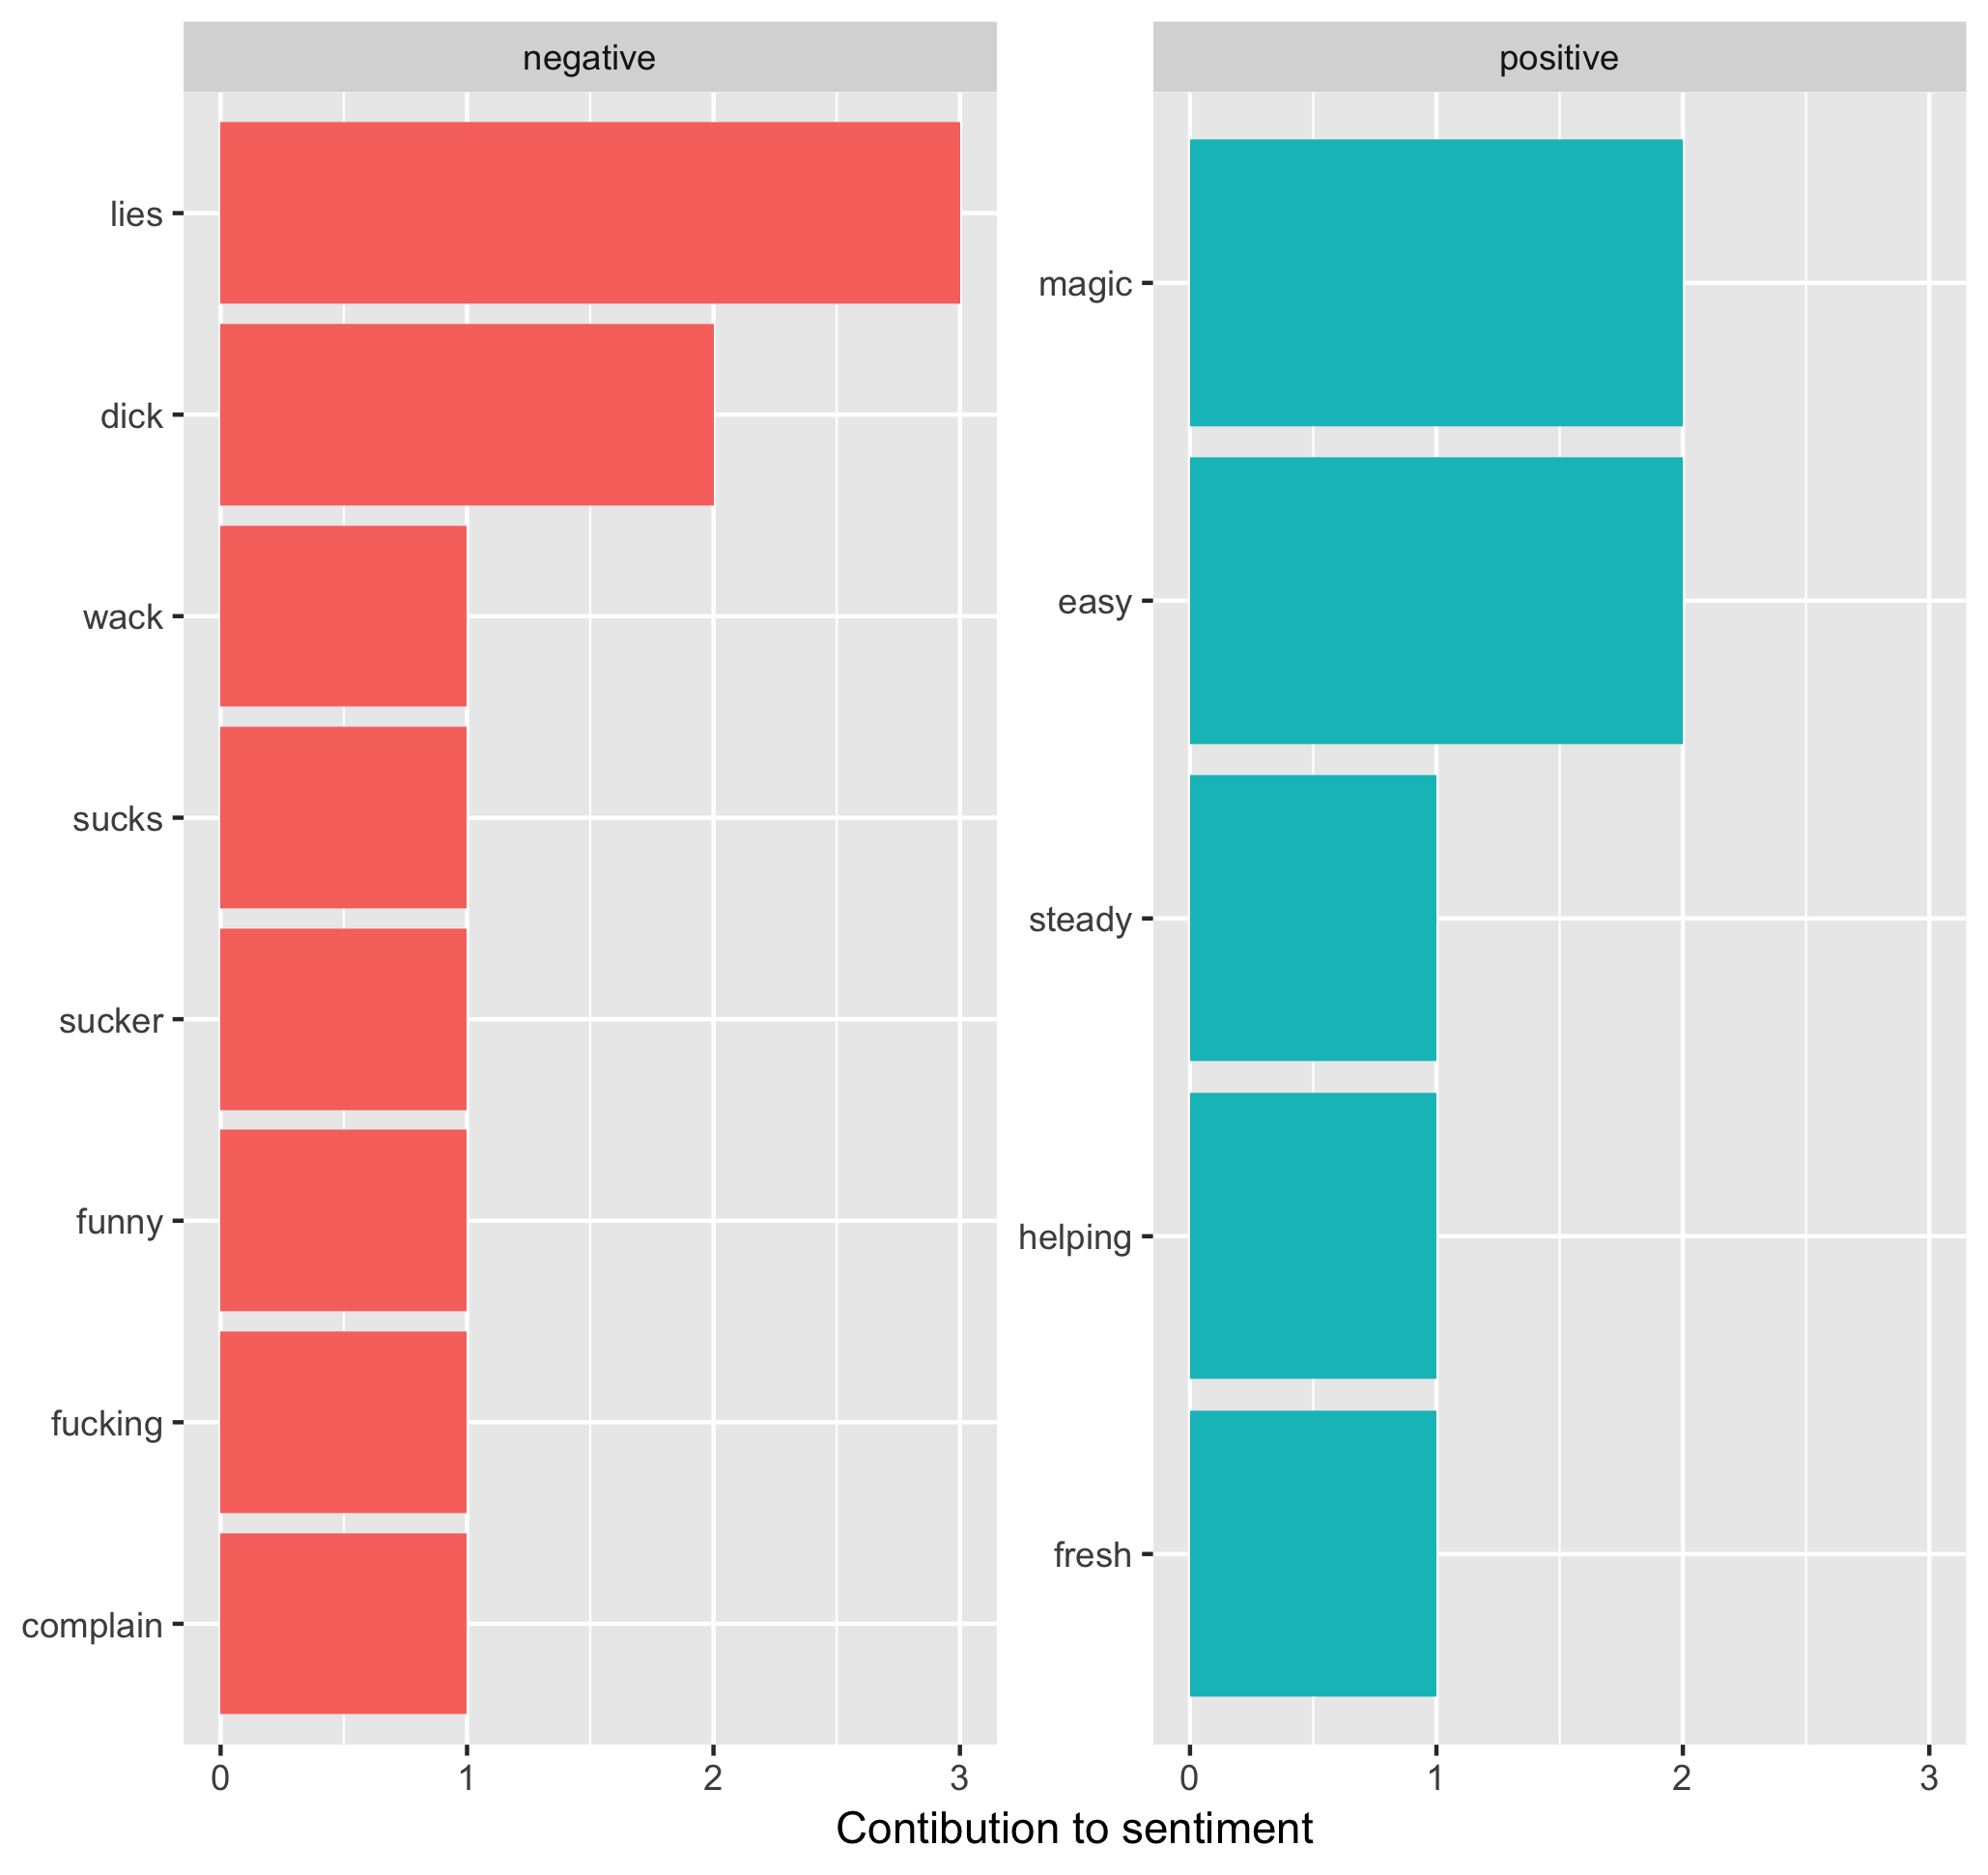 negative
lies
dick
wack
sucks
sucker
funny
fucking
complain
0 1 2 3
positive
magic
easy
steady
helping
fresh
0 1 2 3
Contibution to sentiment